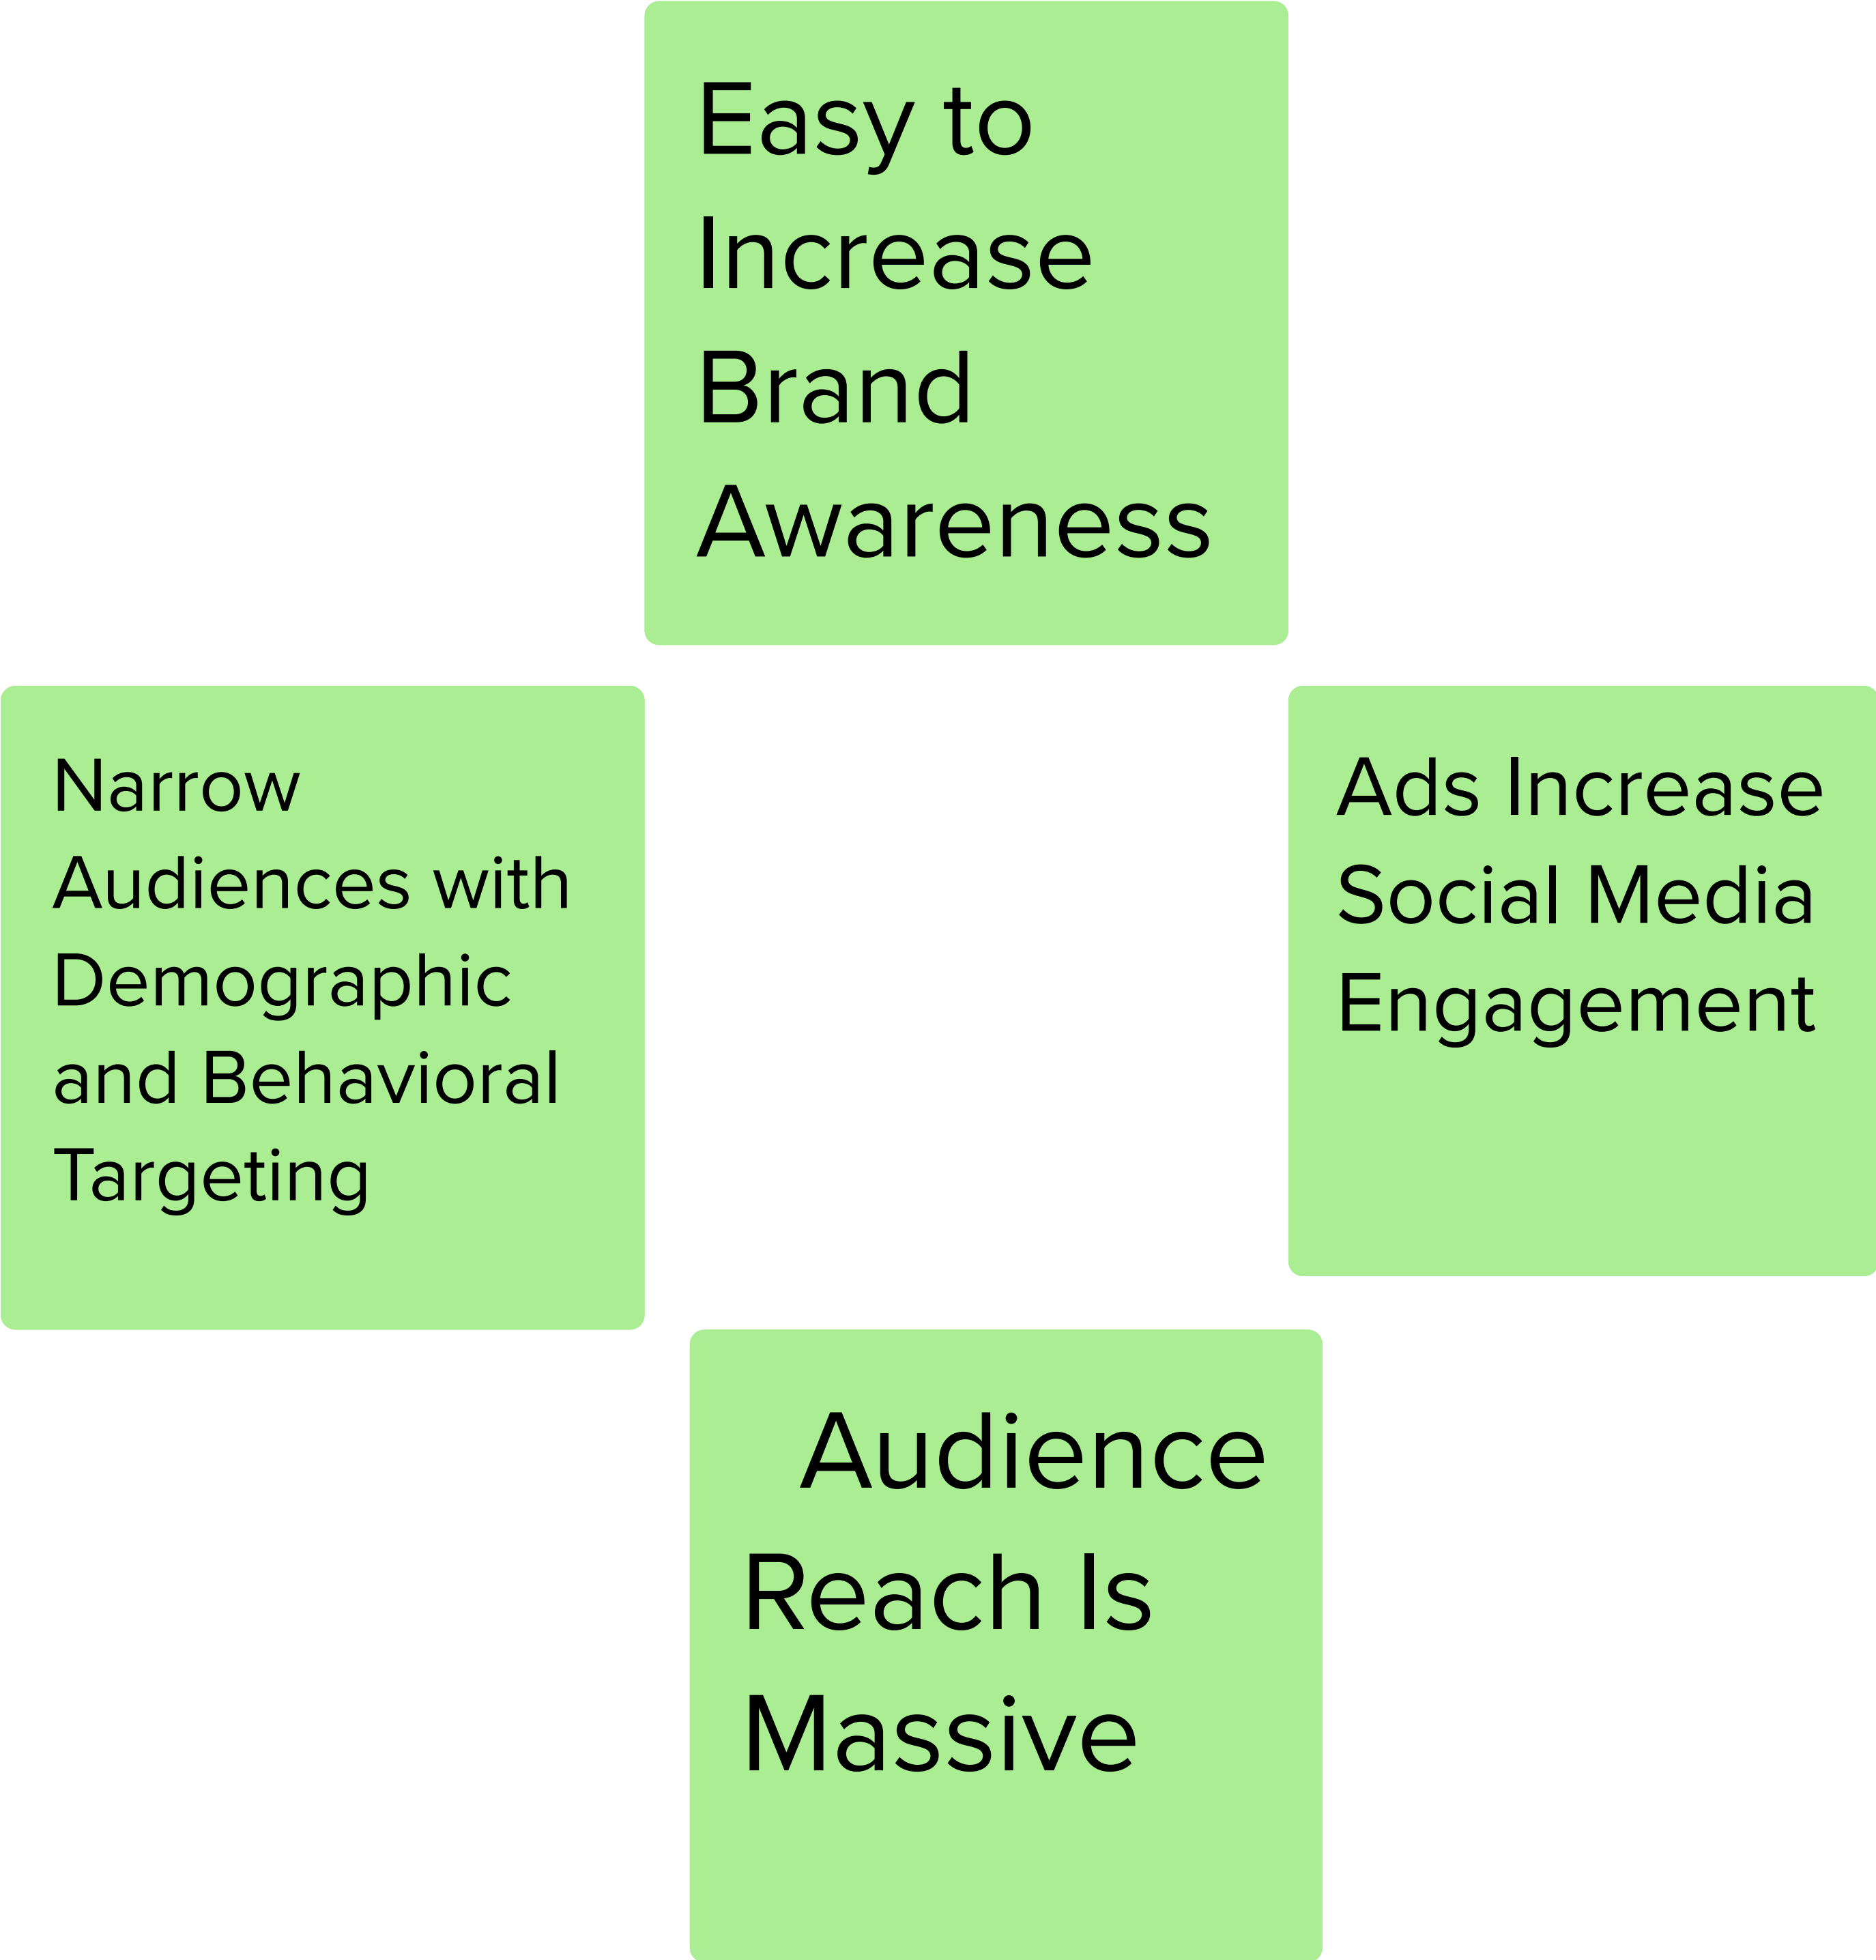 Easy to
Increase
Brand
Awareness
Narrow
Audiences with
Demographic
and Behavioral
Targeting
Ads Increase
Social Media
Engagement
Audience
Reach Is
Massive